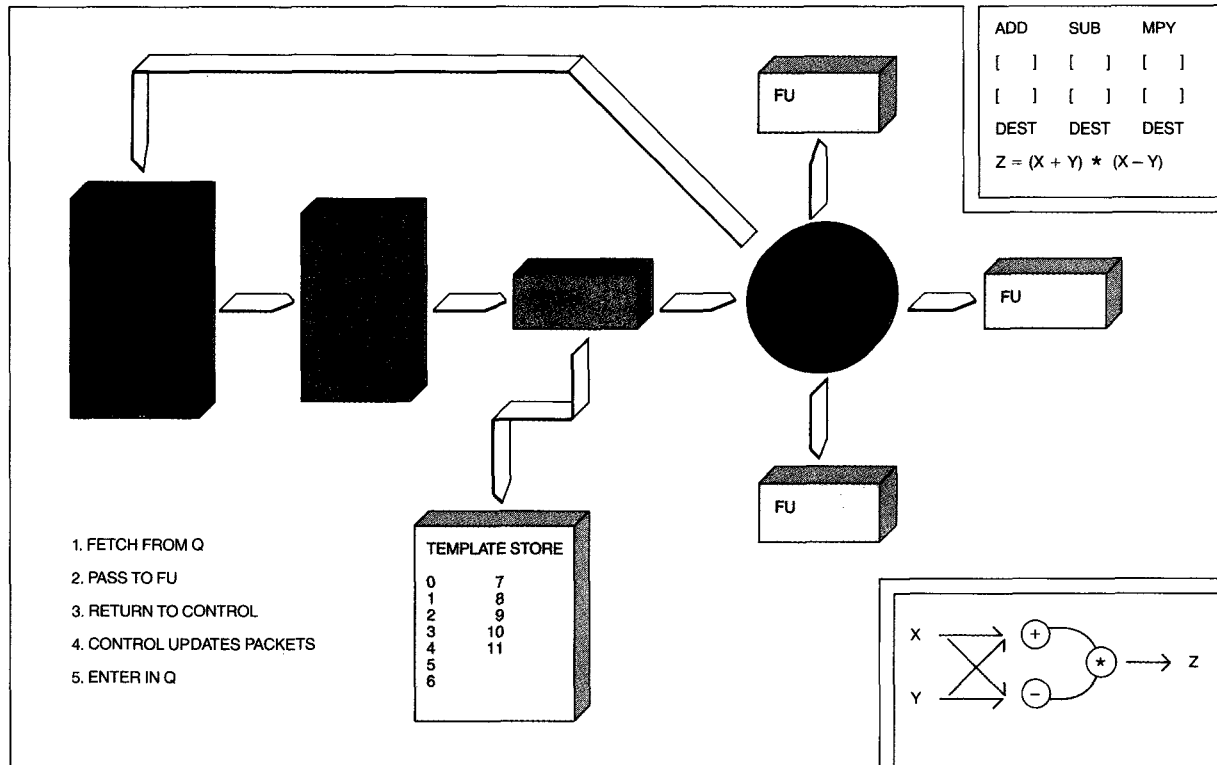 ADD SUB MPY
[ ] [ ] [ ]
[ ] [ ] [ ]
DEST DEST DEST
Z = (X + Y) * (X – Y)
FU
FU
FU
1. FETCH FROM Q
2. PASS TO FU
3. RETURN TO CONTROL
4. CONTROL UPDATES PACKETS
5. ENTER IN Q
TEMPLATE STORE
0 7
1 8
2 9
3 10
4 11
5
6
X + * Z
Y –